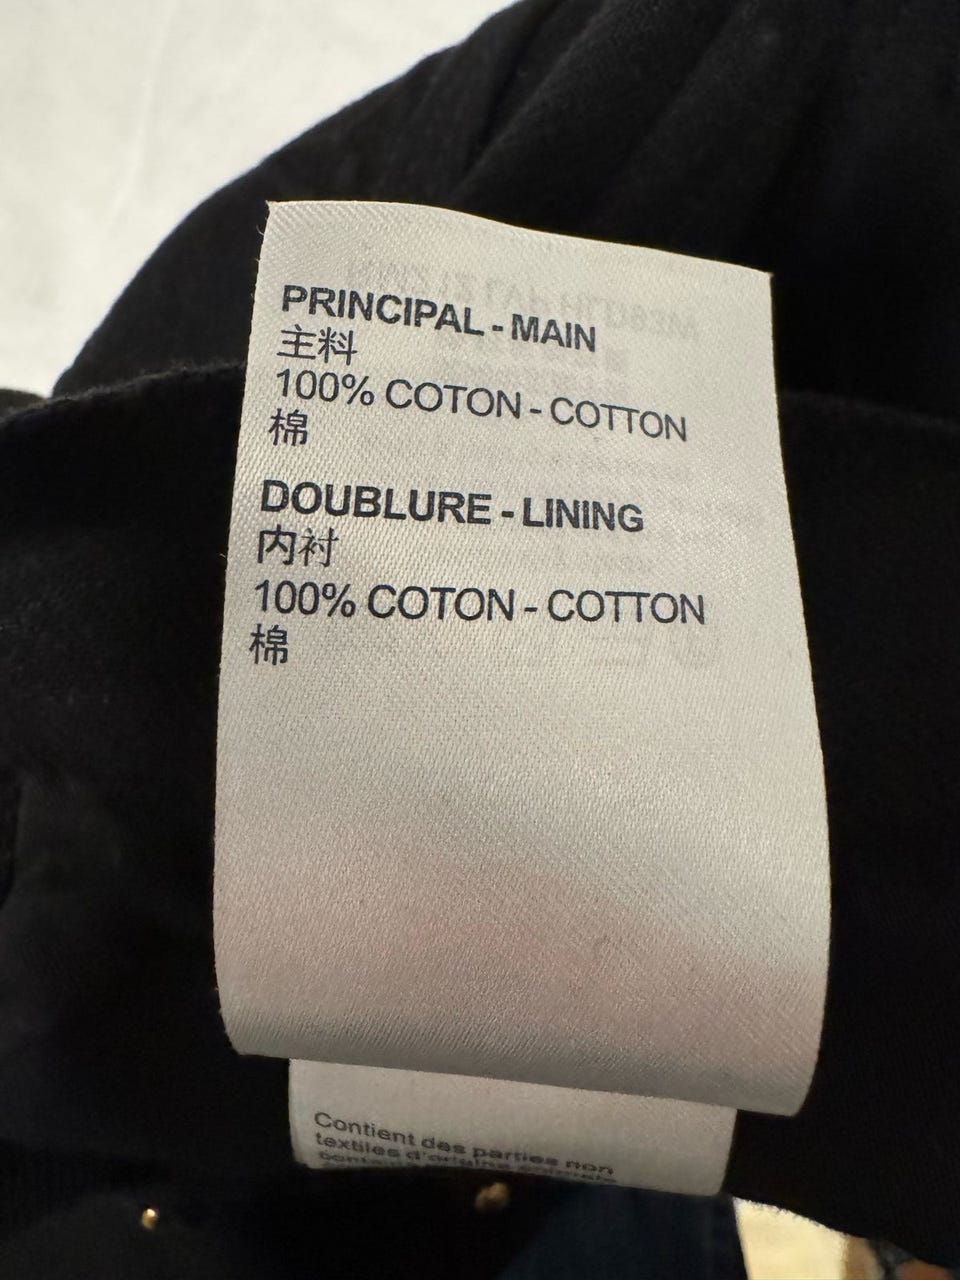 PRINCIPAL - MAIN
主料
100% COTON - COTTON
棉
DOUBLURE - LINING
内衬
100% COTON - COTTON
棉
Contient des parties non
textiles d'origine animale